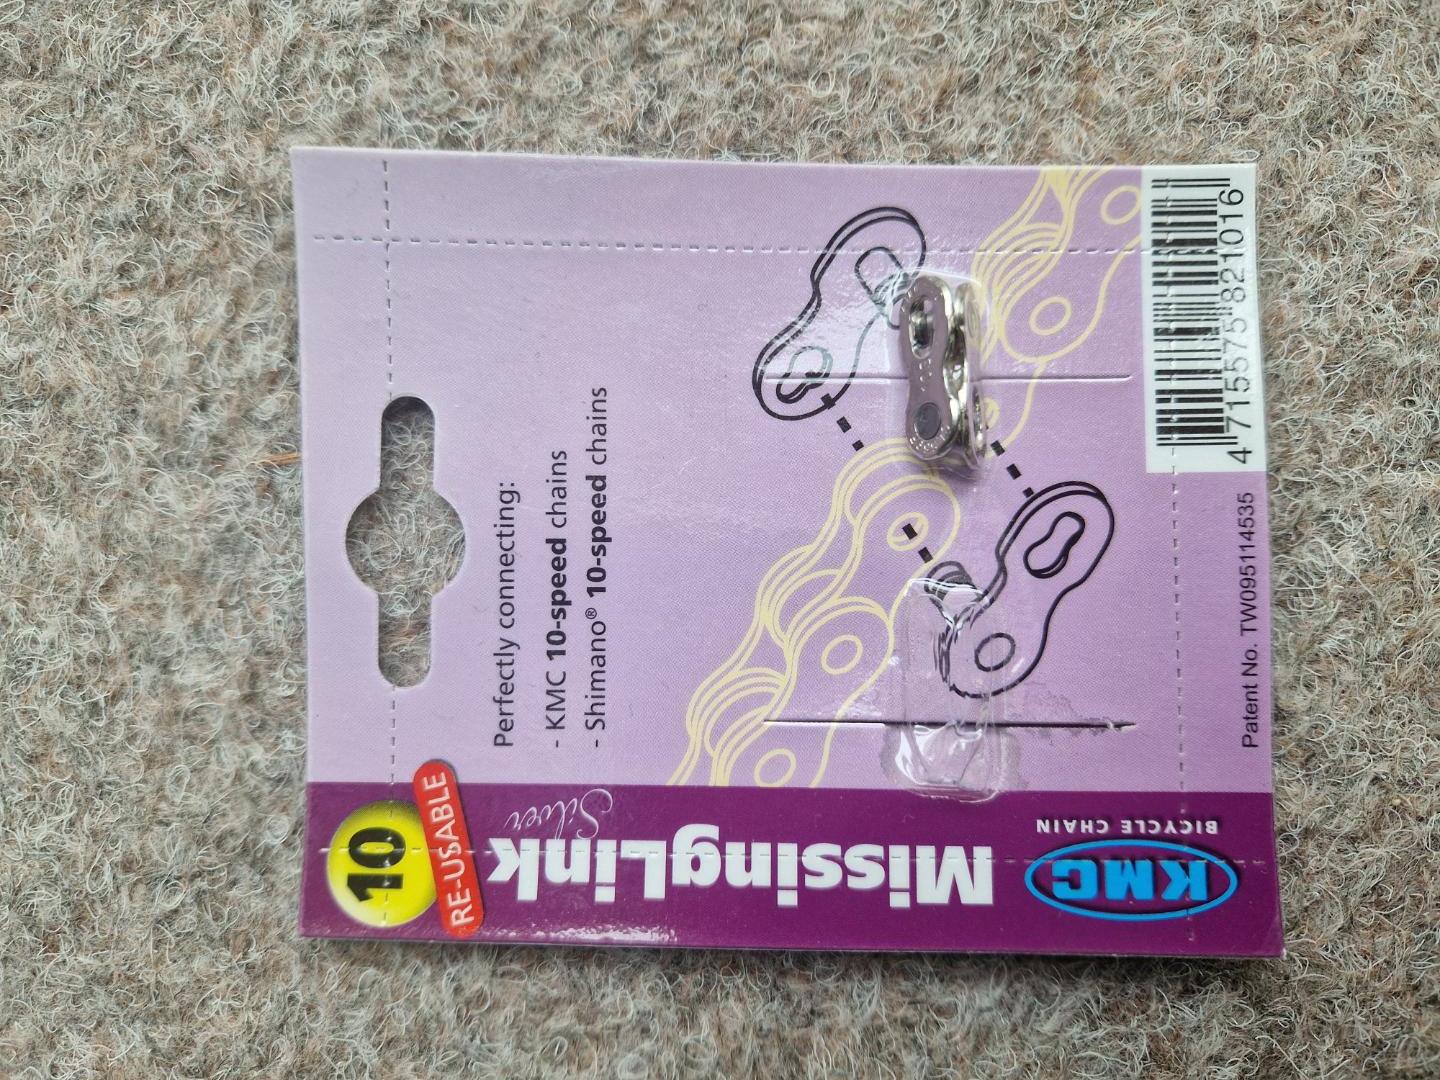 KMC
BICYCLE CHAIN
MissingLink
Silver
10
RE-USABLE
Perfectly connecting:
- KMC 10-speed chains
- Shimano® 10-speed chains
Patent No. TW095114535
4 715575 821016